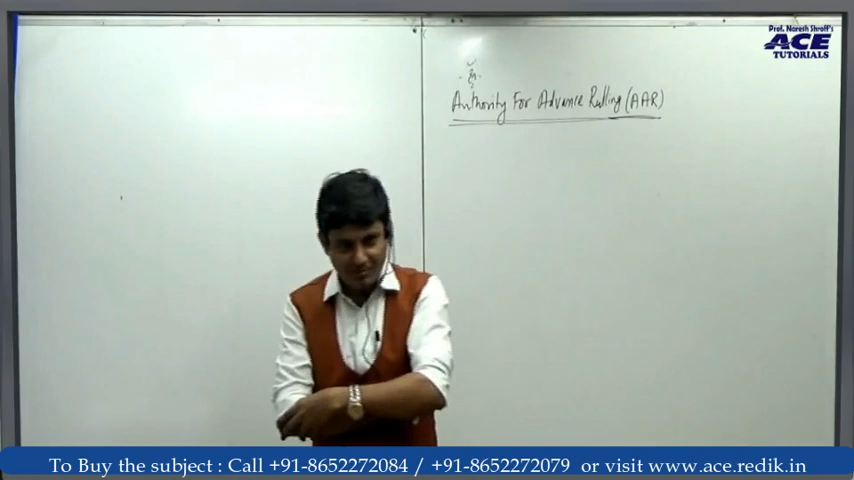 Prof. Naresh Shroff's
ACE
TUTORIALS
Authority For Advance Rulling (AAR)
To Buy the subject : Call +91-8652272084 / +91-8652272079 or visit www.ace.redik.in